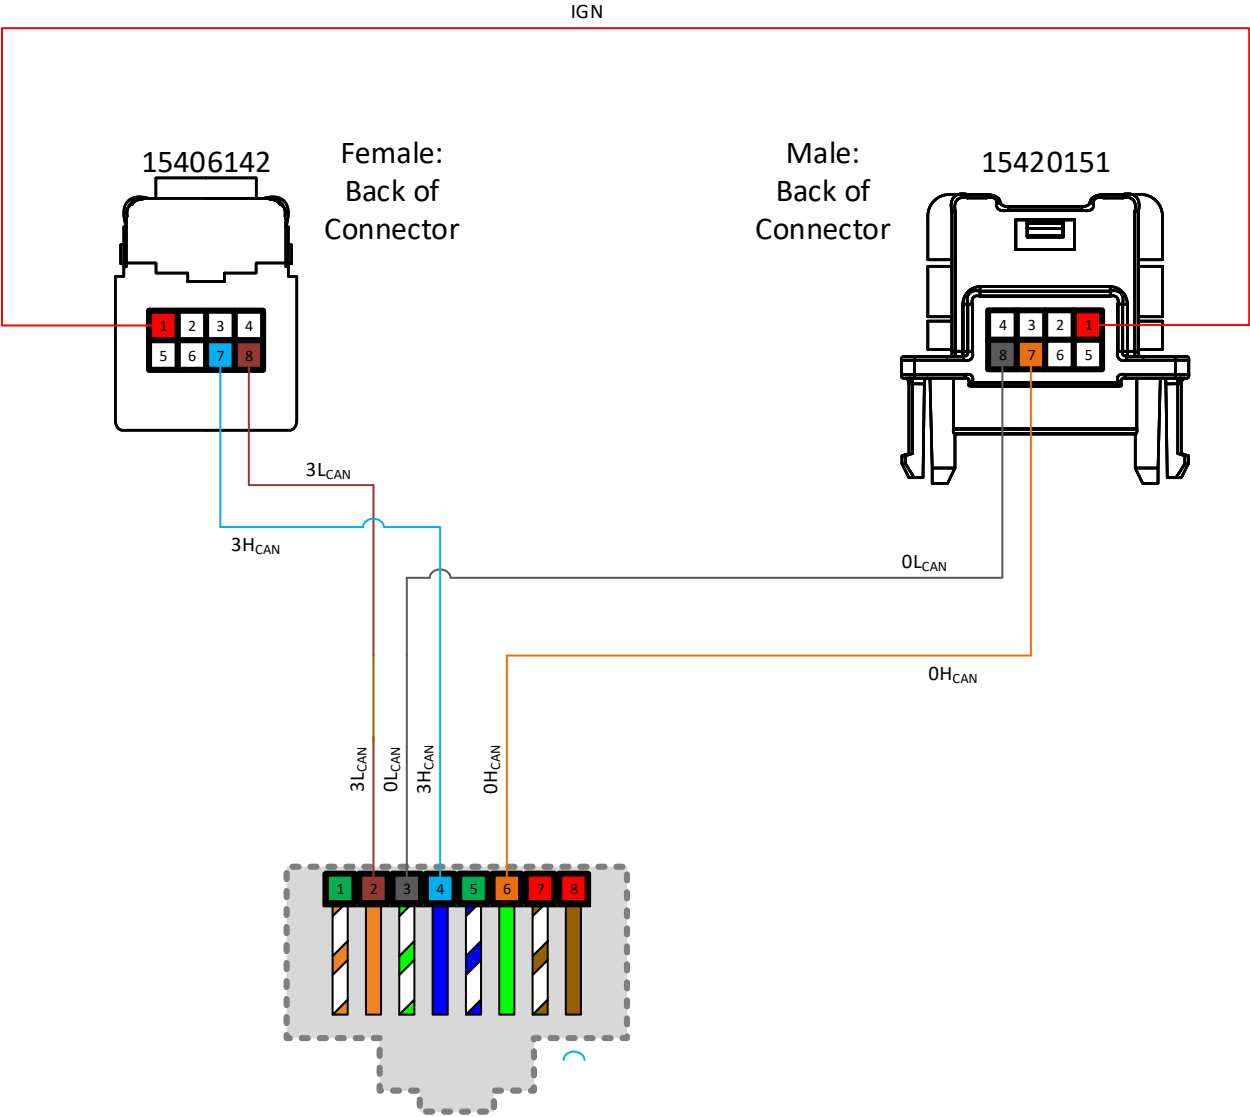 IGN
15406142
Female:
Back of
Connector
Male:
Back of
Connector
15420151
1 2 3 4
5 6 7 8
4 3 2 1
8 7 6 5
3LCAN
3HCAN
0LCAN
0HCAN
3LCAN
0LCAN
3HCAN
0HCAN
1 2 3 4 5 6 7 8